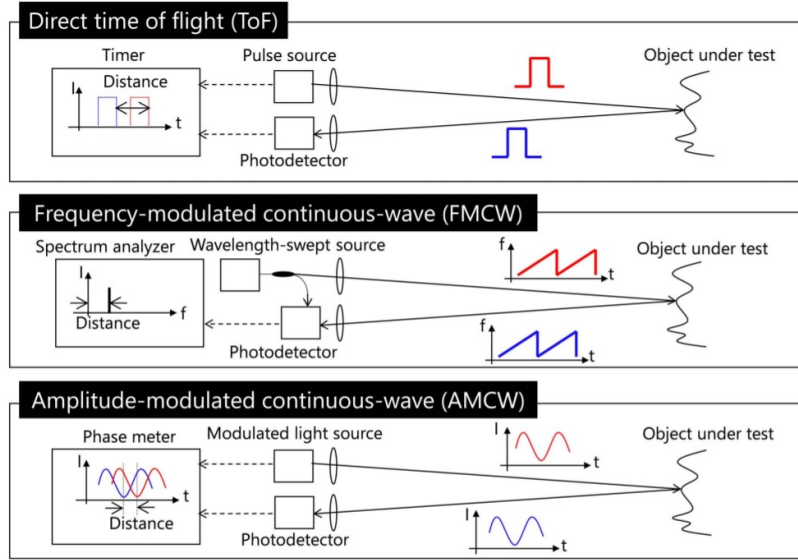 Direct time of flight (ToF)
Timer
Pulse source
Object under test
Distance
I
t
Photodetector
Frequency-modulated continuous-wave (FMCW)
Spectrum analyzer
Wavelength-swept source
Object under test
f
t
I
Distance
f
Photodetector
f
t
Amplitude-modulated continuous-wave (AMCW)
Phase meter
Modulated light source
Object under test
I
t
I
t
Distance
Photodetector
I
t